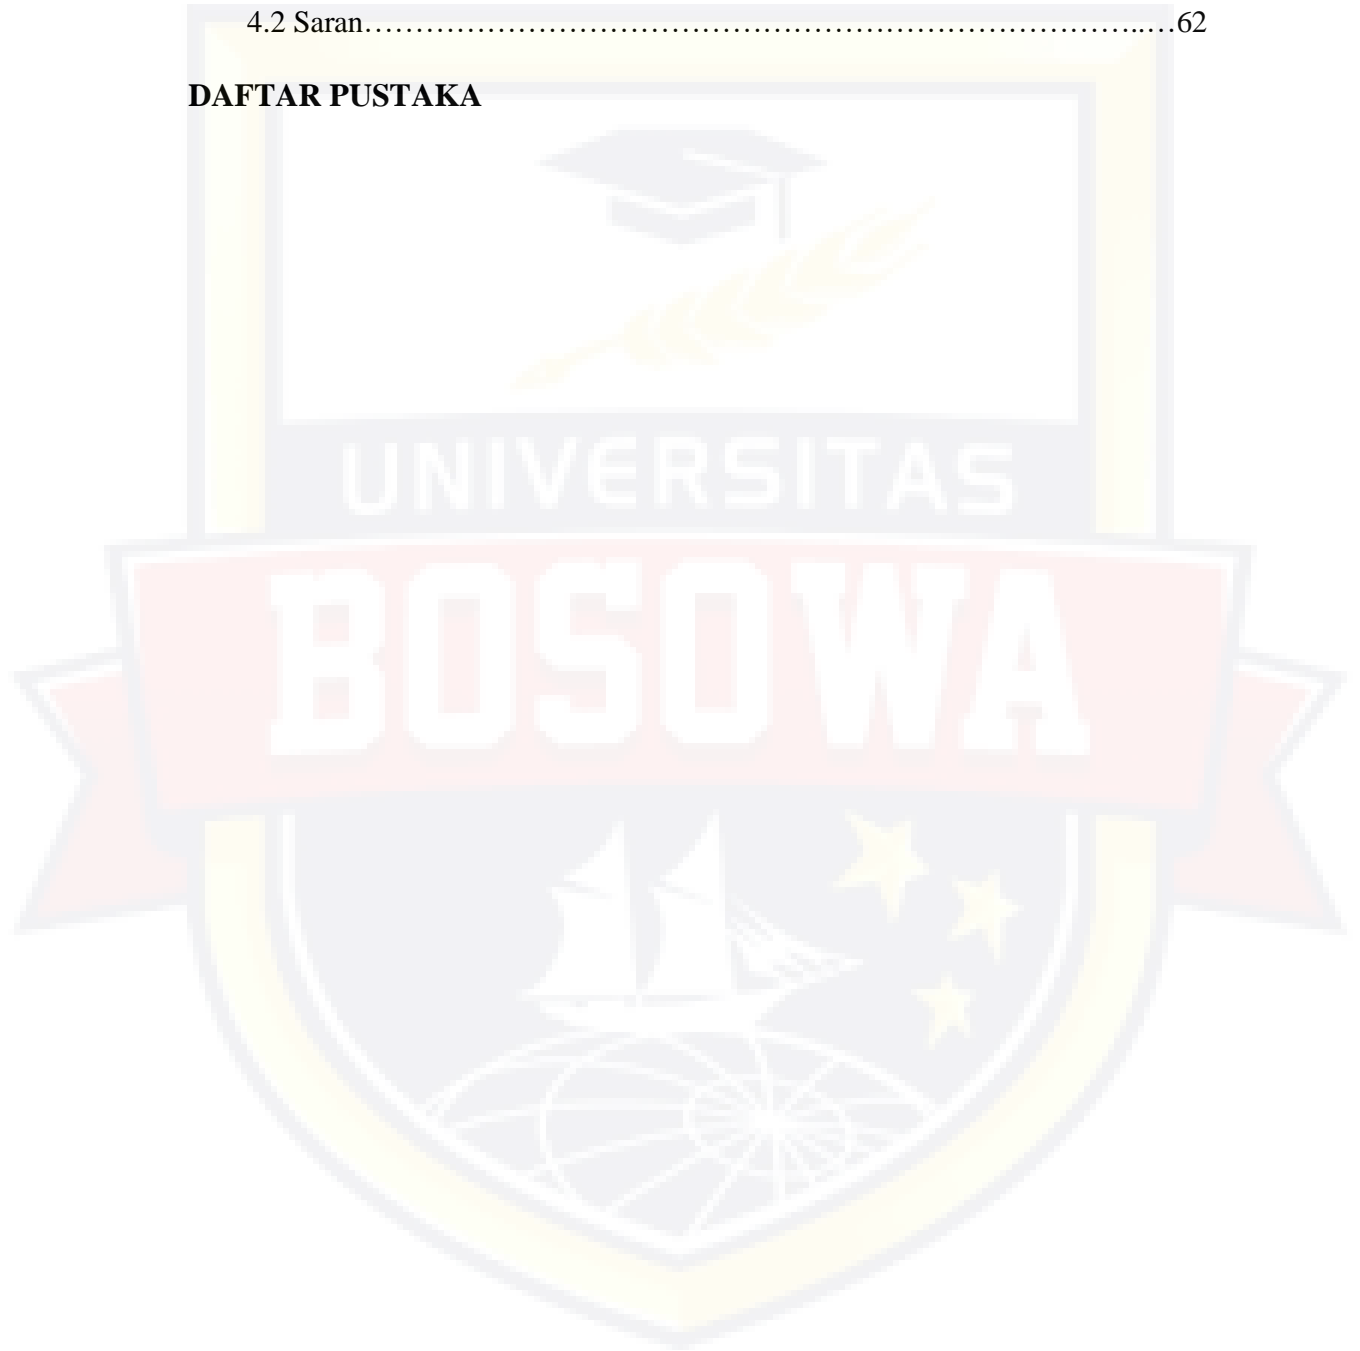 4.2 Saran…………………………………………………………………..…62
DAFTAR PUSTAKA
UNIVERSITAS
BOSOWA